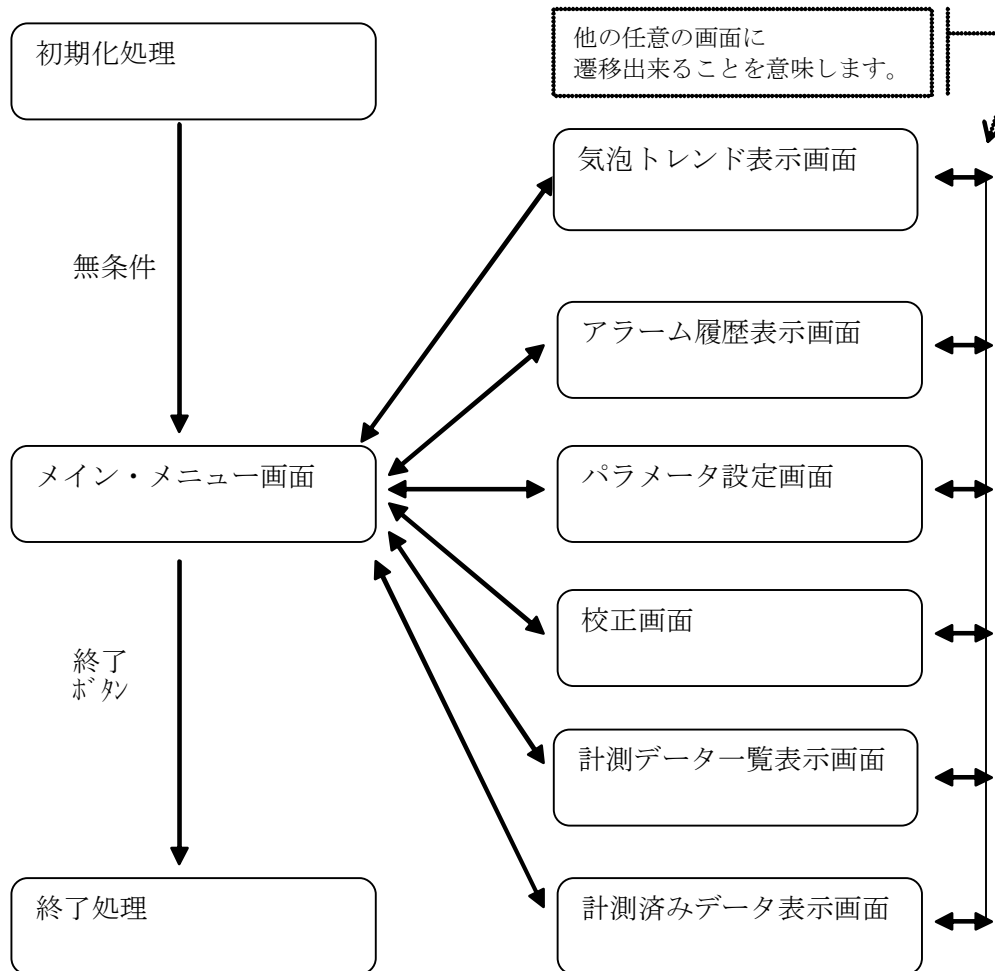 初期化処理
他の任意の画面に
遷移出来ることを意味します。
気泡トレンド表示画面
無条件
アラーム履歴表示画面
メイン・メニュー画面
パラメータ設定画面
校正画面
終了
ﾎﾞﾀﾝ
計測データ一覧表示画面
終了処理
計測済みデータ表示画面